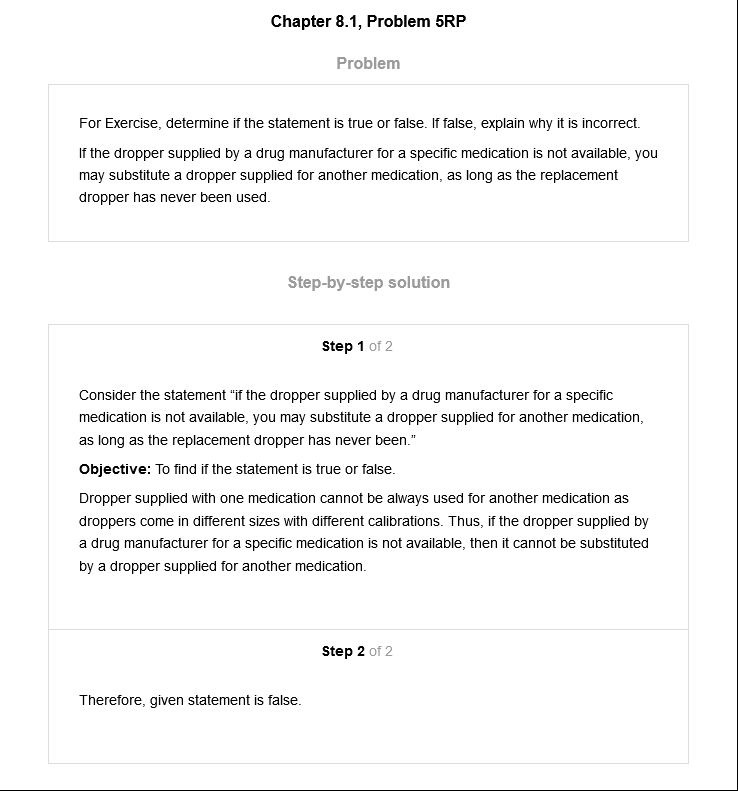 Chapter 8.1, Problem 5RP
Problem
For Exercise, determine if the statement is true or false. If false, explain why it is incorrect.
If the dropper supplied by a drug manufacturer for a specific medication is not available, you
may substitute a dropper supplied for another medication, as long as the replacement
dropper has never been used.
Step-by-step solution
Step 1 of 2
Consider the statement “if the dropper supplied by a drug manufacturer for a specific
medication is not available, you may substitute a dropper supplied for another medication,
as long as the replacement dropper has never been.”
Objective: To find if the statement is true or false.
Dropper supplied with one medication cannot be always used for another medication as
droppers come in different sizes with different calibrations. Thus, if the dropper supplied by
a drug manufacturer for a specific medication is not available, then it cannot be substituted
by a dropper supplied for another medication.
Step 2 of 2
Therefore, given statement is false.